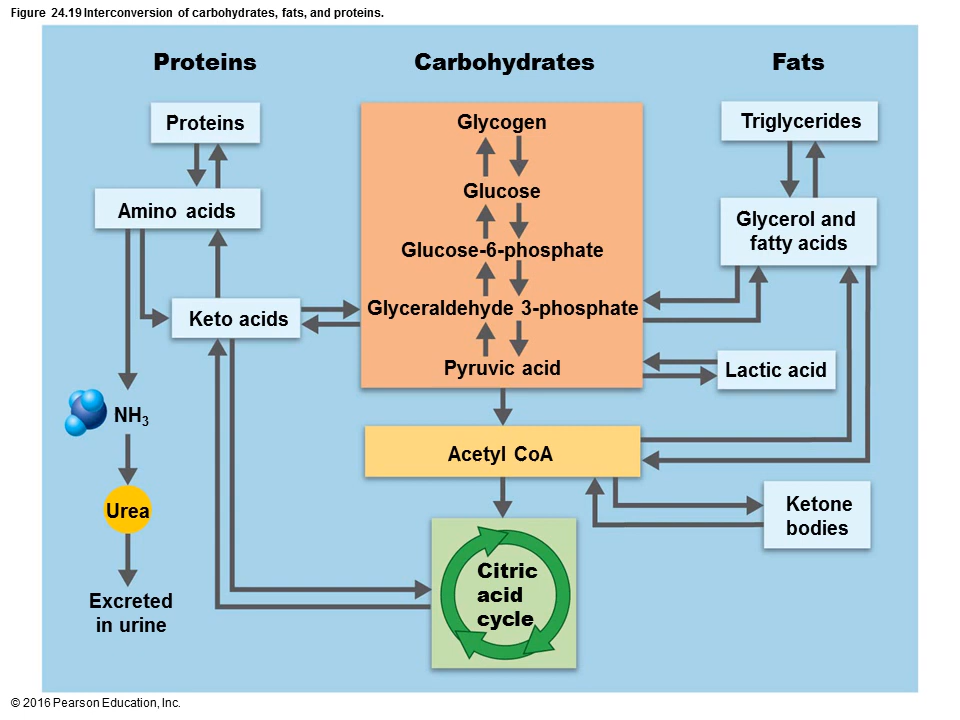 Figure 24.19 Interconversion of carbohydrates, fats, and proteins.
Proteins
Carbohydrates
Fats
Proteins
Glycogen
Triglycerides
Glucose
Amino acids
Glycerol and
fatty acids
Glucose-6-phosphate
Keto acids
Glyceraldehyde 3-phosphate
Pyruvic acid
Lactic acid
NH₃
Acetyl CoA
Urea
Ketone
bodies
Citric
acid
cycle
Excreted
in urine
© 2016 Pearson Education, Inc.